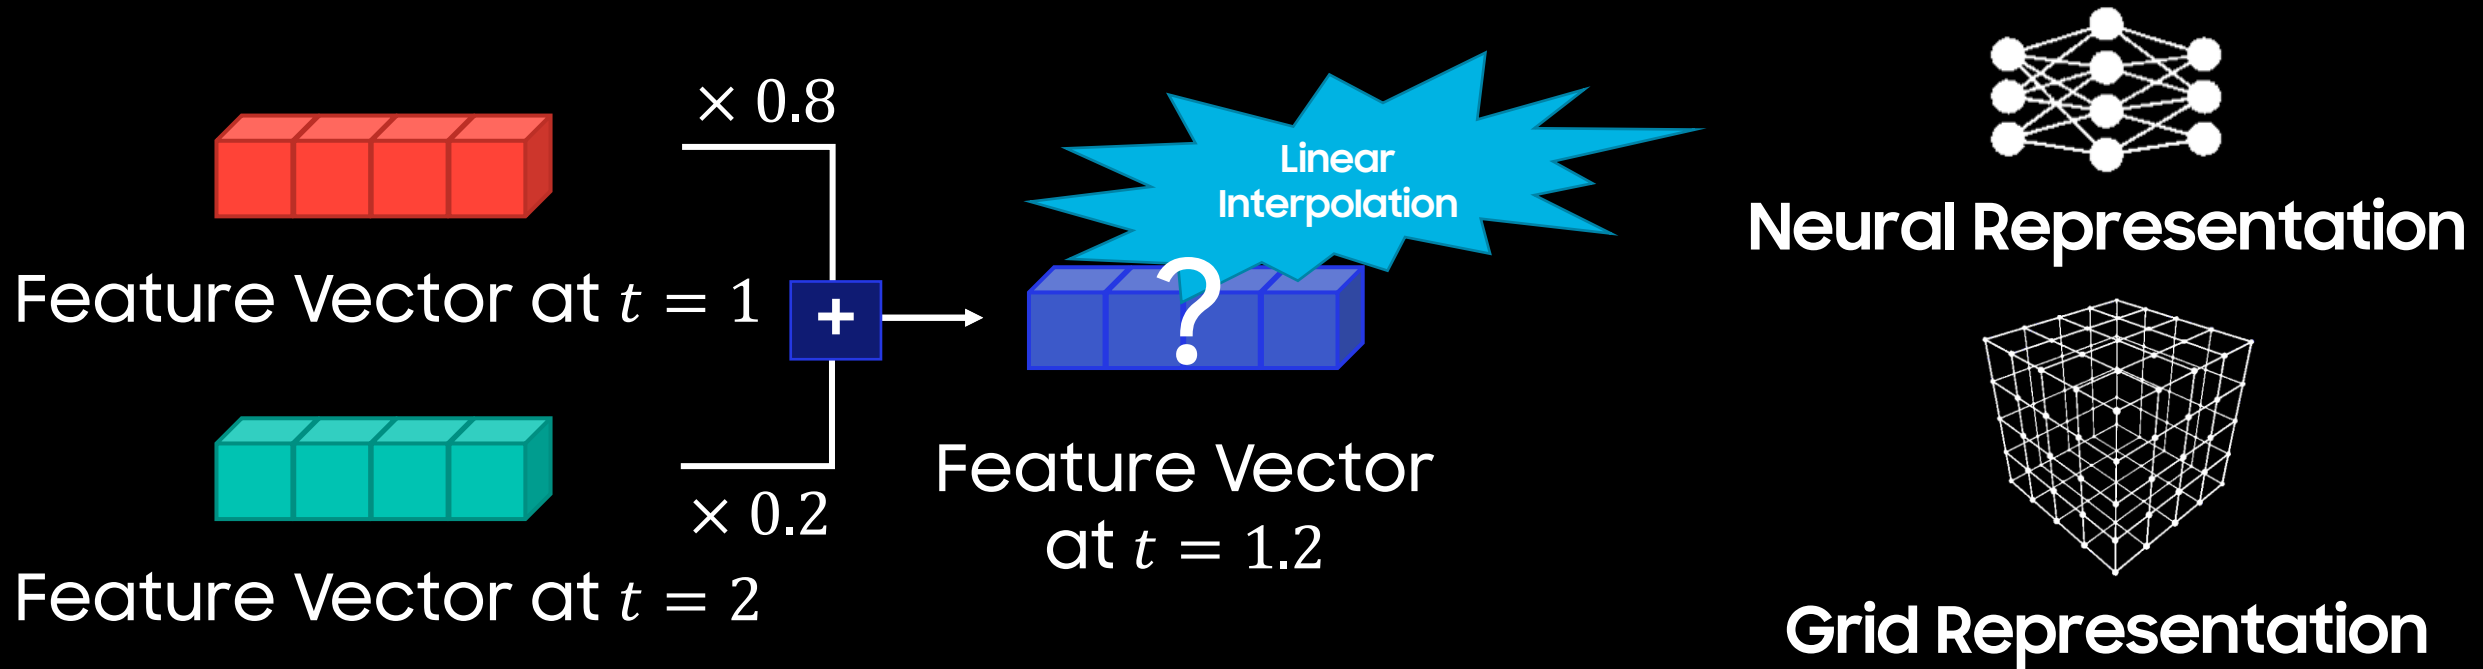 × 0.8
Feature Vector at t = 1
+
× 0.2
Feature Vector at t = 2
Linear
Interpolation
?
Feature Vector
at t = 1.2
Neural Representation
Grid Representation